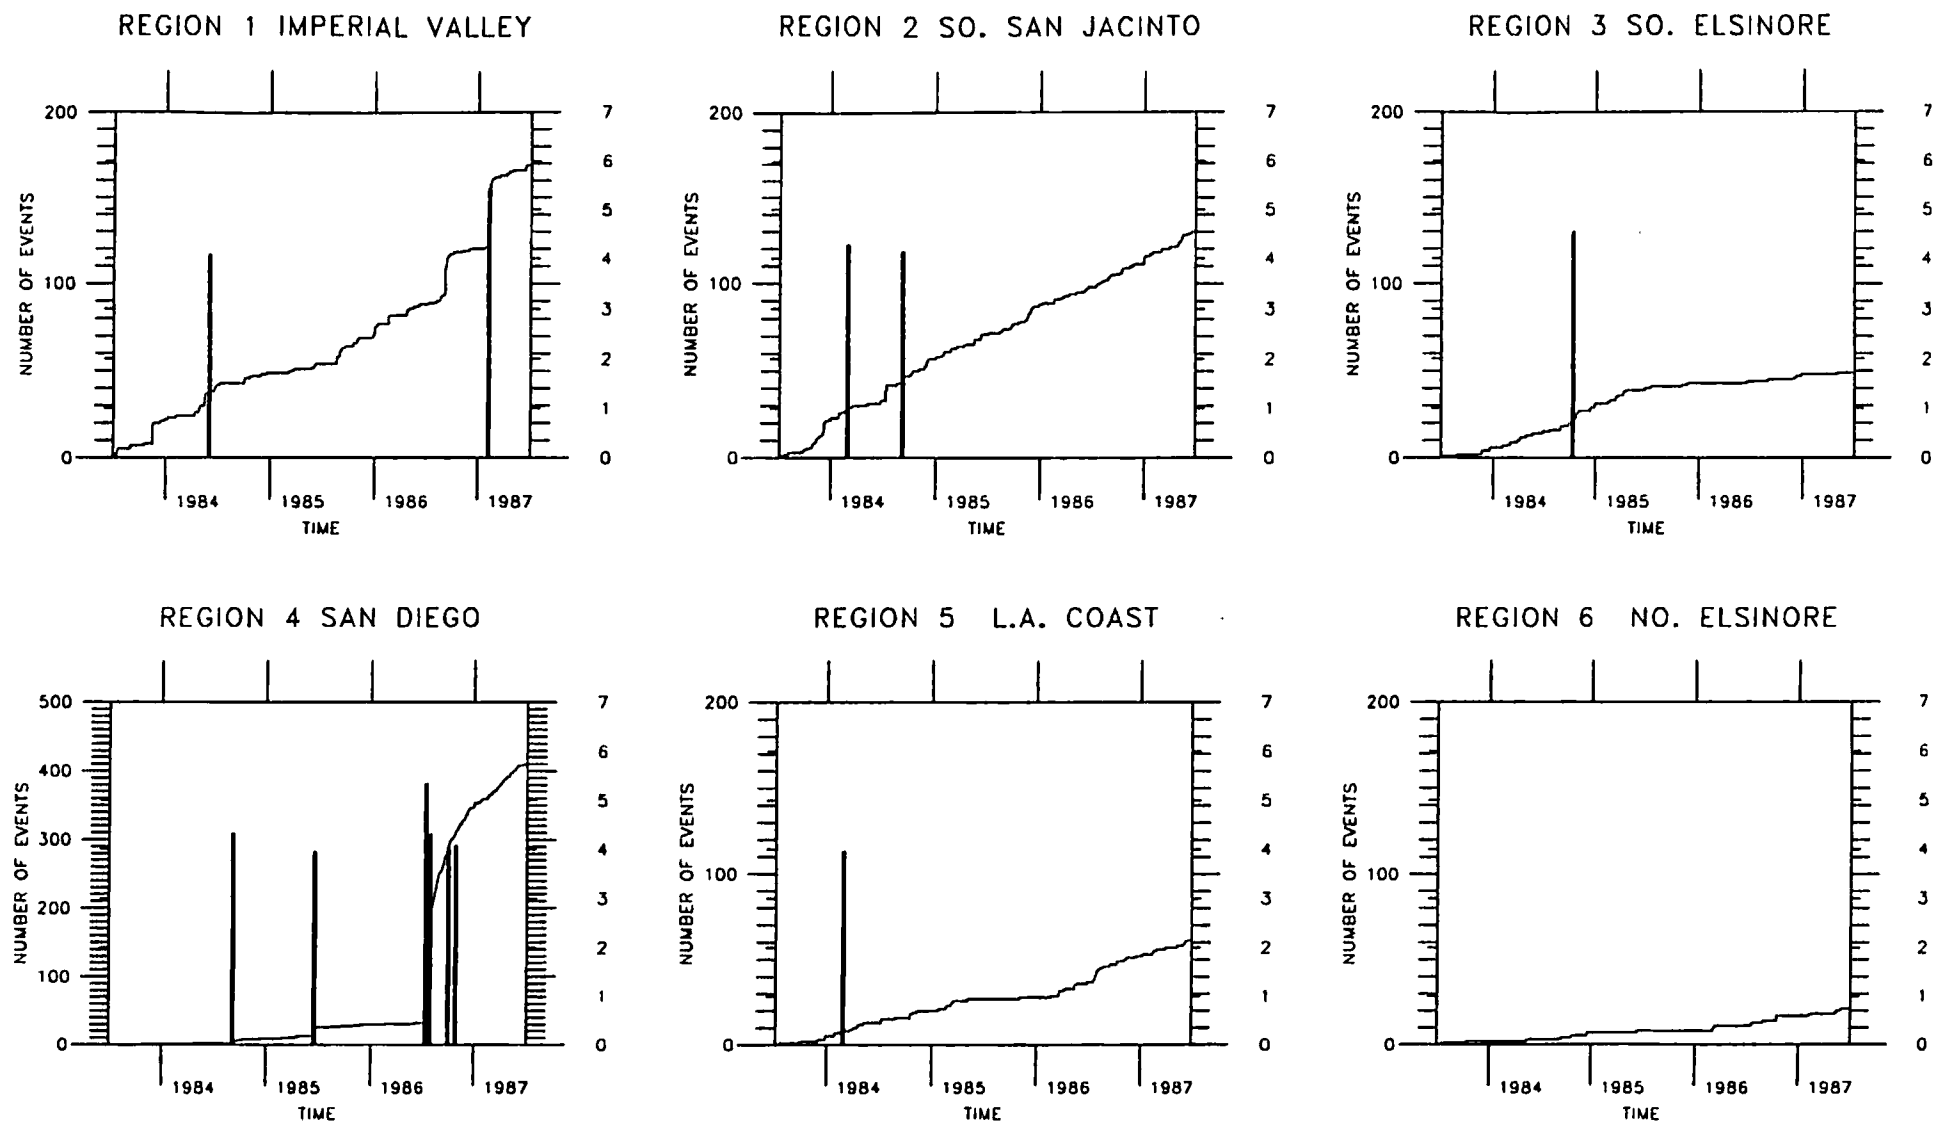 REGION 1 IMPERIAL VALLEY
200
100
0
NUMBER OF EVENTS
7
6
5
4
3
2
1
0
1984 1985 1986 1987
TIME
REGION 2 SO. SAN JACINTO
200
100
0
NUMBER OF EVENTS
7
6
5
4
3
2
1
0
1984 1985 1986 1987
TIME
REGION 3 SO. ELSINORE
200
100
0
NUMBER OF EVENTS
7
6
5
4
3
2
1
0
1984 1985 1986 1987
TIME
REGION 4 SAN DIEGO
500
400
300
200
100
0
NUMBER OF EVENTS
7
6
5
4
3
2
1
0
1984 1985 1986 1987
TIME
REGION 5 L.A. COAST
200
100
0
NUMBER OF EVENTS
7
6
5
4
3
2
1
0
1984 1985 1986 1987
TIME
REGION 6 NO. ELSINORE
200
100
0
NUMBER OF EVENTS
7
6
5
4
3
2
1
0
1984 1985 1986 1987
TIME